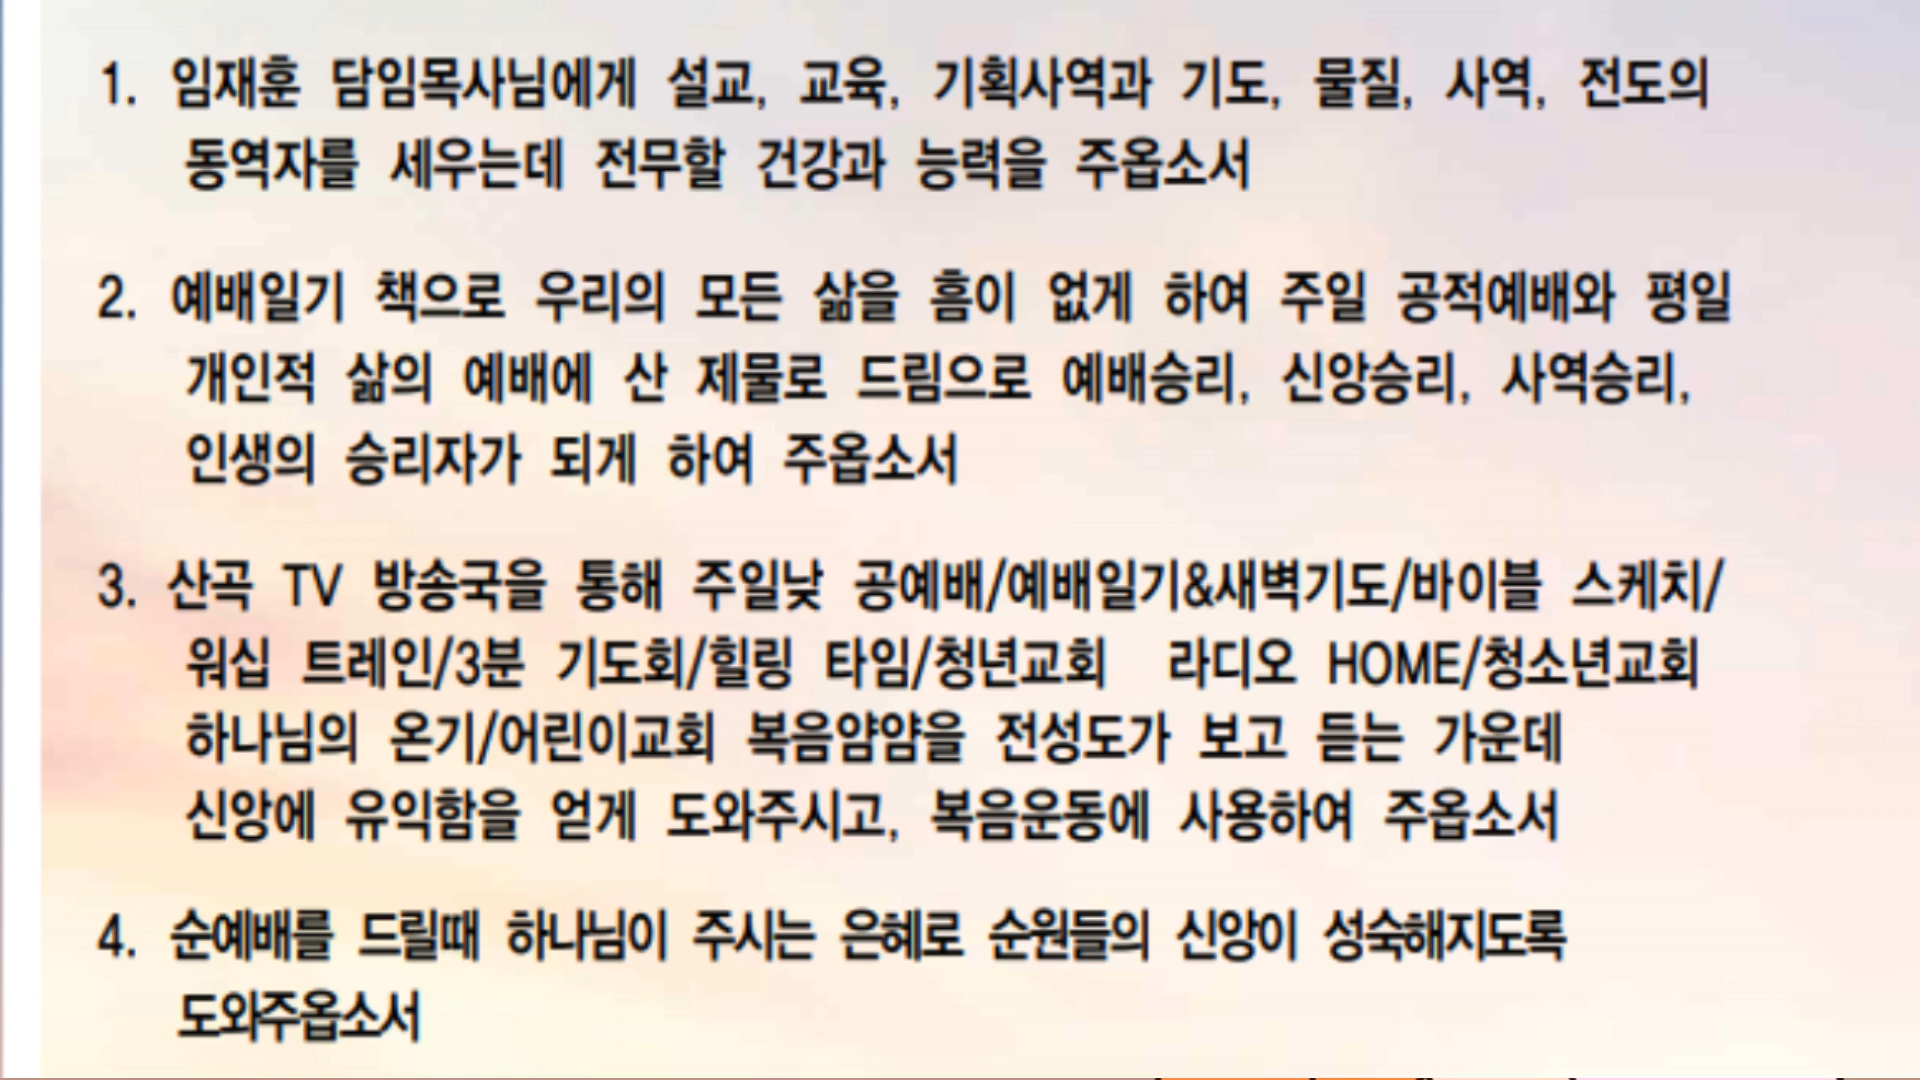 1. 임재훈 담임목사님에게 설교, 교육, 기획사역과 기도, 물질, 사역, 전도의
동역자를 세우는데 전무할 건강과 능력을 주옵소서
2. 예배일기 책으로 우리의 모든 삶을 흠이 없게 하여 주일 공적예배와 평일
개인적 삶의 예배에 산 제물로 드림으로 예배승리, 신앙승리, 사역승리,
인생의 승리자가 되게 하여 주옵소서
3. 산곡 TV 방송국을 통해 주일낮 공예배/예배일기&새벽기도/바이블 스케치/
워십 트레인/3분 기도회/힐링 타임/청년교회 라디오 HOME/청소년교회
하나님의 온기/어린이교회 복음얌얌을 전성도가 보고 듣는 가운데
신앙에 유익함을 얻게 도와주시고, 복음운동에 사용하여 주옵소서
4. 순예배를 드릴때 하나님이 주시는 은혜로 순원들의 신앙이 성숙해지도록
도와주옵소서